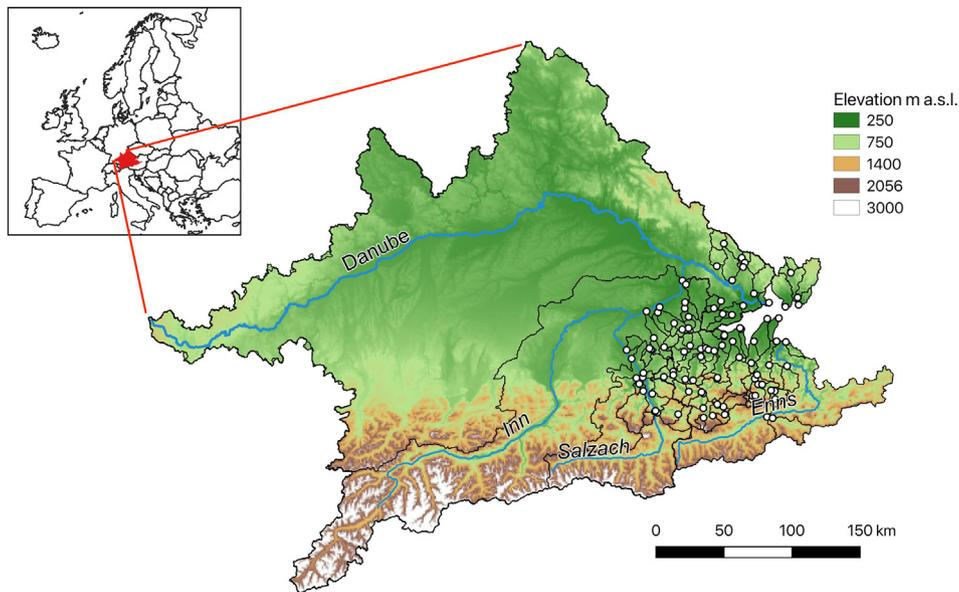 Elevation m a.s.l.
250
750
1400
2056
3000
Danube
Inn
Salzach
Enns
0 50 100 150 km